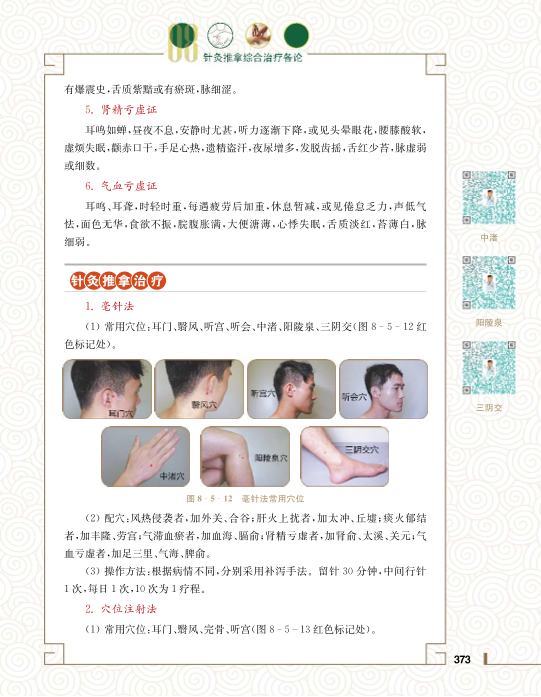 08
针灸推拿综合治疗各论
有爆震史,舌质紫黯或有瘀斑,脉细涩。
5. 肾精亏虚证
耳鸣如蝉,昼夜不息,安静时尤甚,听力逐渐下降,或见头晕眼花,腰膝酸软,
虚烦失眠,颧赤口干,手足心热,遗精盗汗,夜尿增多,发脱齿摇,舌红少苔,脉虚弱
或细数。
6. 气血亏虚证
耳鸣、耳聋,时轻时重,每遇疲劳后加重,休息暂减,或见倦怠乏力,声低气
怯,面色无华,食欲不振,脘腹胀满,大便溏薄,心悸失眠,舌质淡红,苔薄白,脉
细弱。
针灸推拿治疗
1. 毫针法
(1) 常用穴位:耳门、翳风、听宫、听会、中渚、阳陵泉、三阴交(图 8-5-12 红
色标记处)。
耳门穴
翳风穴
听宫穴
听会穴
中渚穴
阳陵泉穴
三阴交穴
图 8-5-12 毫针法常用穴位
(2) 配穴:风热侵袭者,加外关、合谷;肝火上扰者,加太冲、丘墟;痰火郁结
者,加丰隆、劳宫;气滞血瘀者,加血海、膈俞;肾精亏虚者,加肾俞、太溪、关元;气
血亏虚者,加足三里、气海、脾俞。
(3) 操作方法:根据病情不同,分别采用补泻手法。留针 30 分钟,中间行针
1 次,每日 1 次,10 次为 1 疗程。
2. 穴位注射法
(1) 常用穴位:耳门、翳风、完骨、听宫(图 8-5-13 红色标记处)。
中渚
阳陵泉
三阴交
373